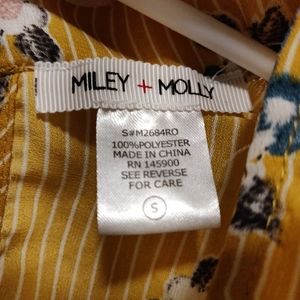 MILEY + MOLLY
S#M2684RO
100%POLYESTER
MADE IN CHINA
RN 145900
SEE REVERSE
FOR CARE
S